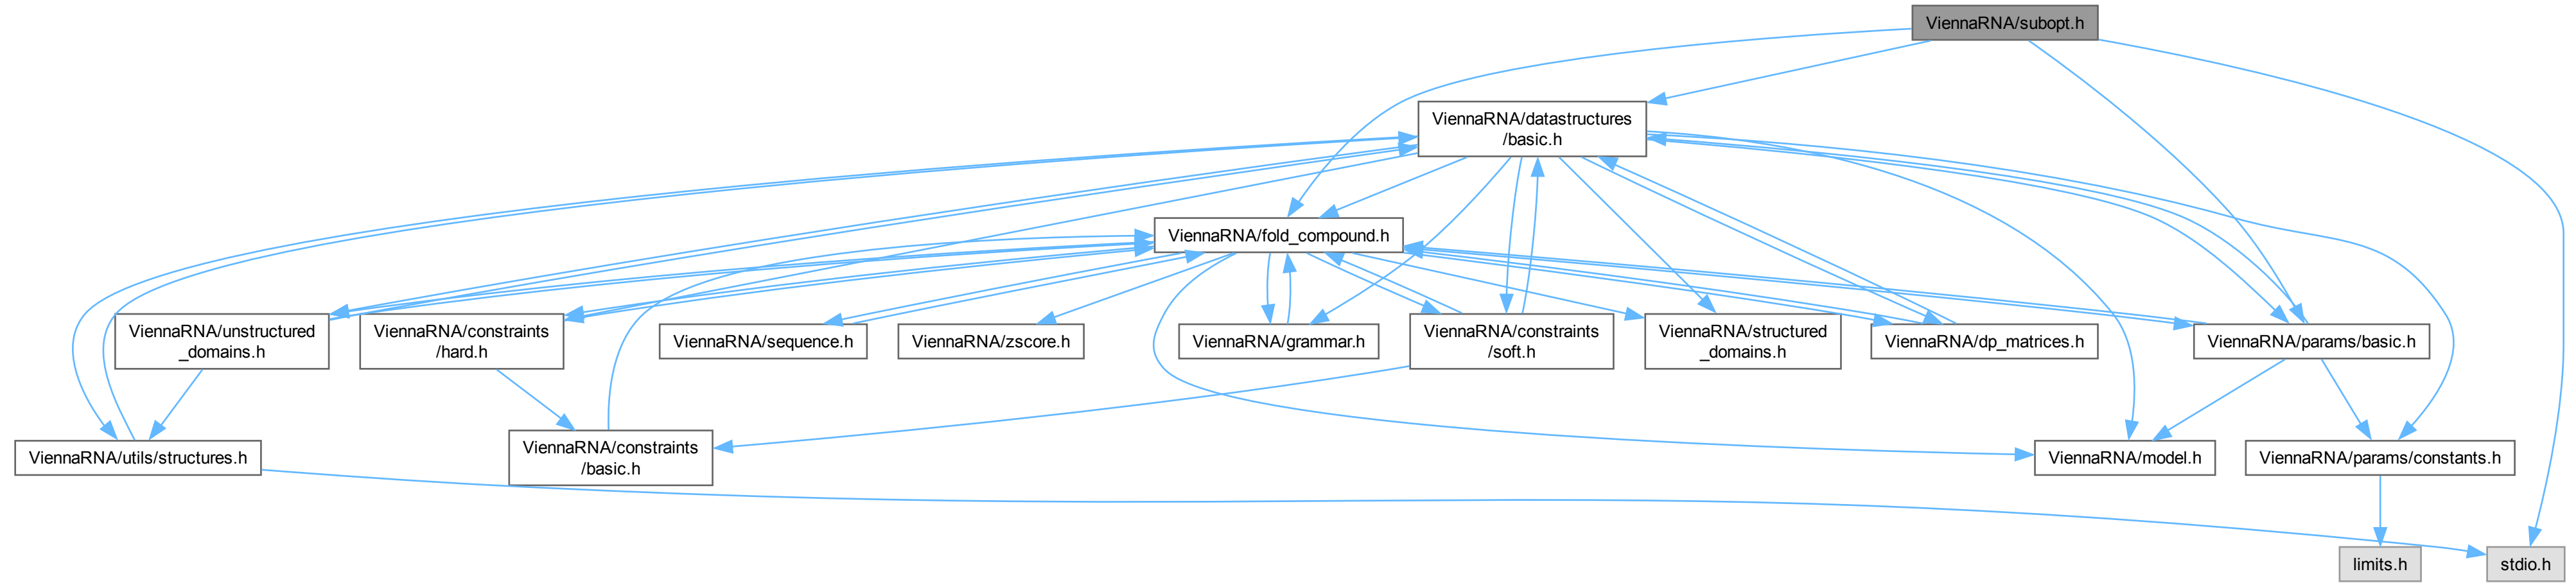 ViennaRNA/subopt.h
ViennaRNA/datastructures
/basic.h
ViennaRNA/fold_compound.h
ViennaRNA/unstructured
_domains.h
ViennaRNA/constraints
/hard.h
ViennaRNA/sequence.h
ViennaRNA/zscore.h
ViennaRNA/grammar.h
ViennaRNA/constraints
/soft.h
ViennaRNA/structured
_domains.h
ViennaRNA/dp_matrices.h
ViennaRNA/params/basic.h
ViennaRNA/utils/structures.h
ViennaRNA/constraints
/basic.h
ViennaRNA/model.h
ViennaRNA/params/constants.h
limits.h
stdio.h